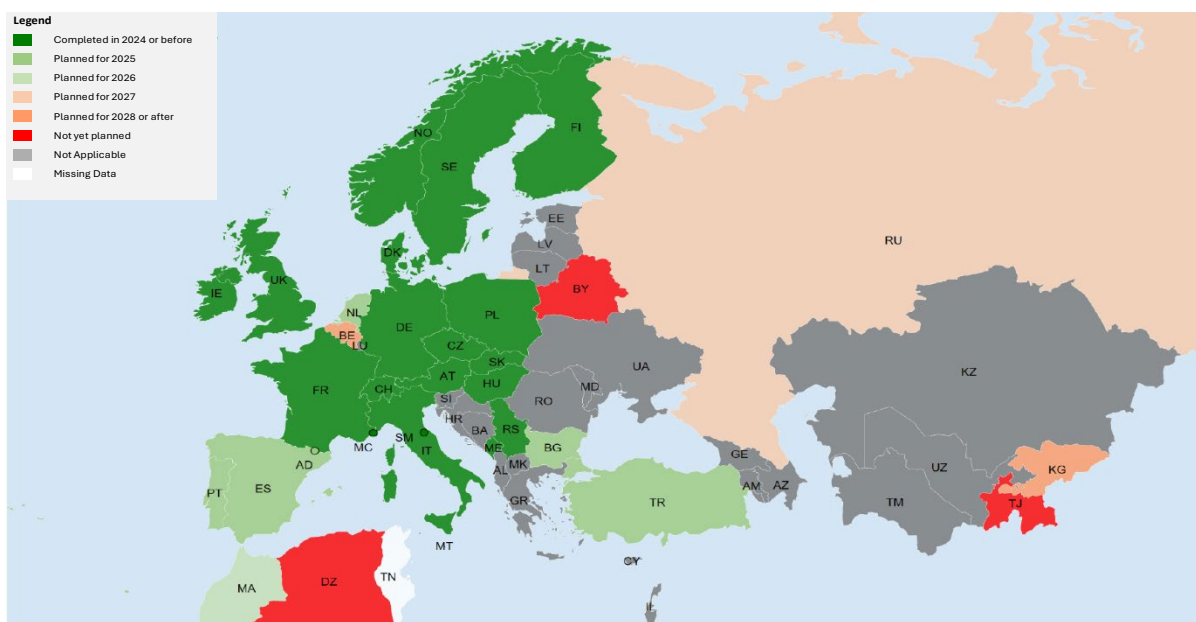 Legend
Completed in 2024 or before
Planned for 2025
Planned for 2026
Planned for 2027
Planned for 2028 or after
Not yet planned
Not Applicable
Missing Data
NO
FI
SE
EE
RU
LV
DK
LT
IE
UK
BY
NL
PL
DE
BE
LU
CZ
SK
UA
KZ
AT
HU
MD
FR
CH
SI
RO
HR
BA
RS
MC
SM
IT
ME
BG
GE
AD
AL
MK
KG
UZ
PT
ES
GR
TR
AM
AZ
TM
TJ
MT
CY
MA
DZ
TN
IL